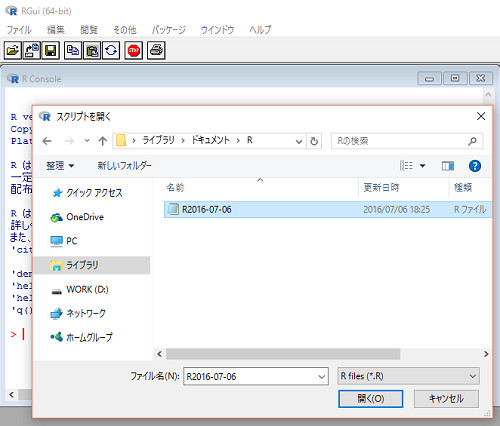 RGui (64-bit)
ファイル 編集 閲覧 その他 パッケージ ウインドウ ヘルプ
STOP
R Console
R ve
Copy
Plat
R は
一定
配布
R は
詳し
また、
'cit
'dem
'hel
'hel
'q()
>
スクリプトを開く
ライブラリ > ドキュメント > R
Rの検索
整理 新しいフォルダー
クイック アクセス
OneDrive
PC
ライブラリ
WORK (D:)
ネットワーク
ホームグループ
名前 更新日時 種類
R2016-07-06 2016/07/06 18:25 R ファイル
ファイル名(N): R2016-07-06 R files (*.R)
開く(O) キャンセル